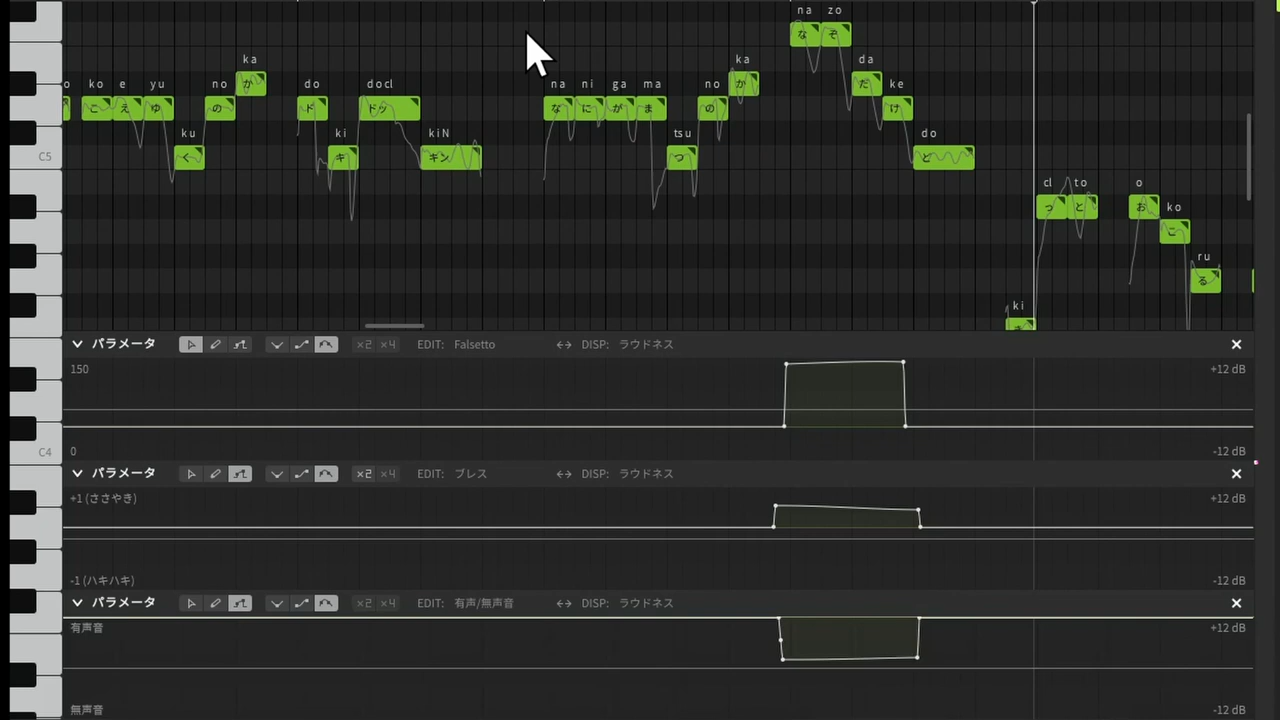 na zo
な ぞ
ka da
か だ
ka
か
o ko e yu no do docl na ni ga ma no ke
こ え ゆ の ド ドッ な に が ま の け
ku ki kiN tsu do
C5 く キ キン つ ど
cl to o ko
っ と お こ
ru
る
ki
パラメータ ×2 ×4 EDIT: Falsetto ↔ DISP: ラウドネス
150 +12 dB
C4 0 -12 dB
パラメータ ×2 ×4 EDIT: ブレス ↔ DISP: ラウドネス
+1 (ささやき) +12 dB
-1 (ハキハキ) -12 dB
パラメータ ×2 ×4 EDIT: 有声/無声音 ↔ DISP: ラウドネス
有声音 +12 dB
無声音 -12 dB